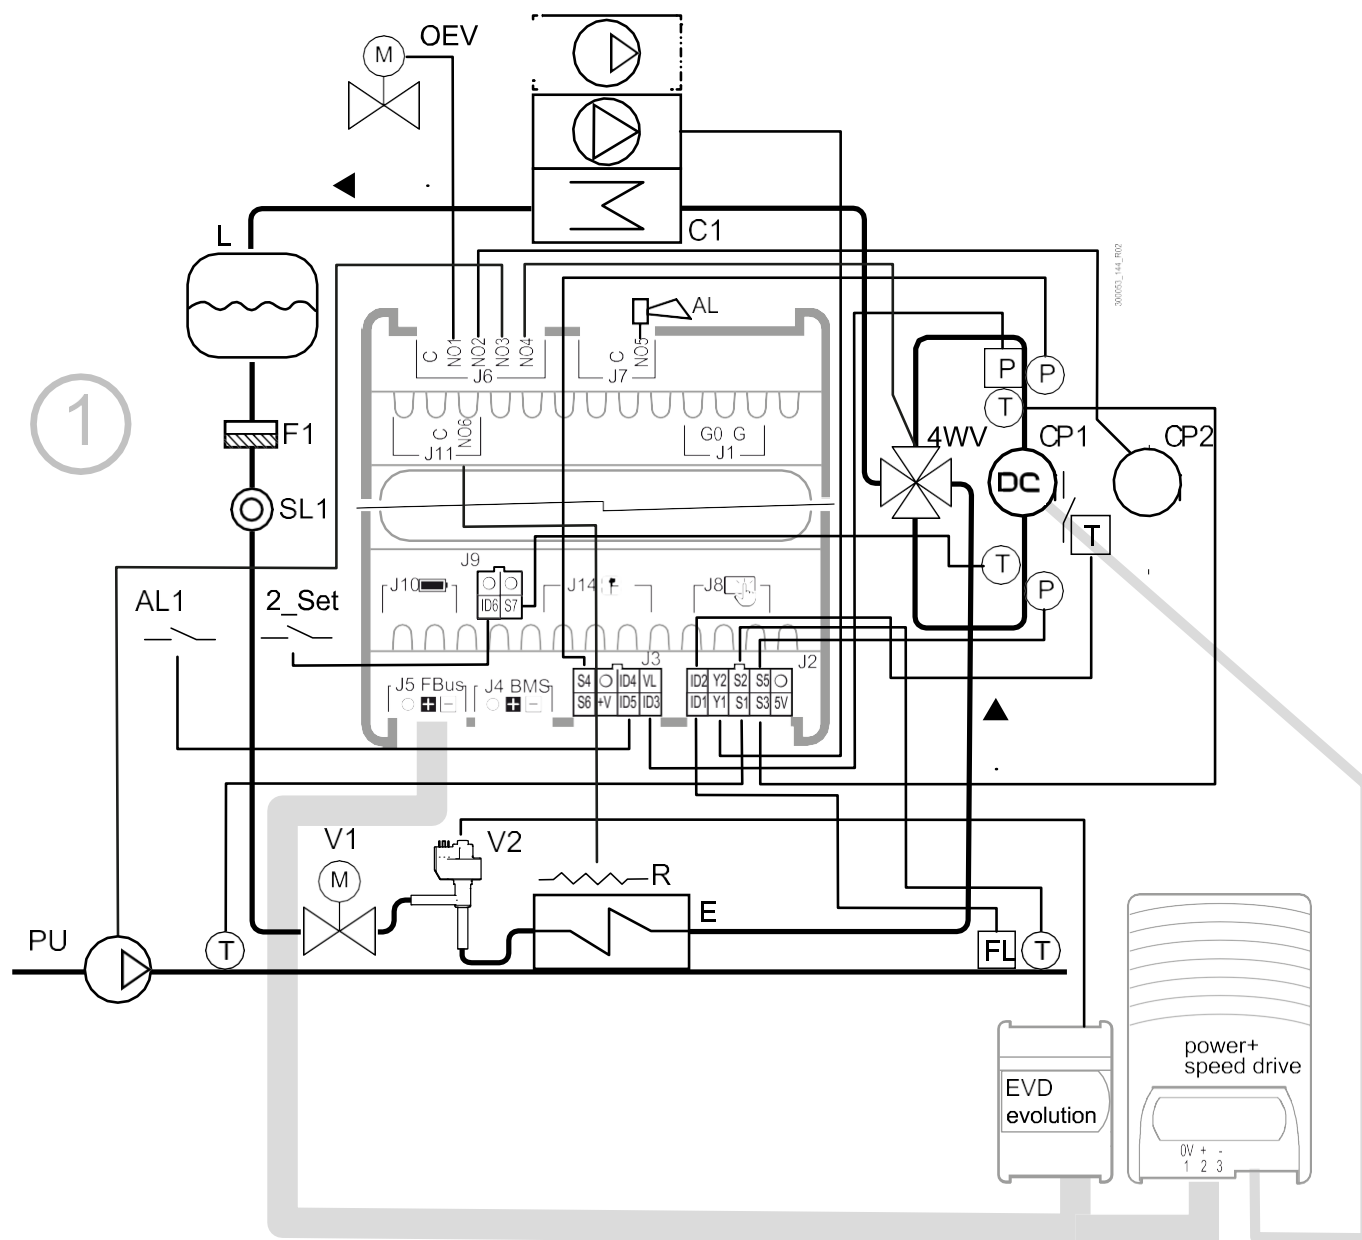 OEV
M
C1
L
3000053_144_R02
AL
C NO1 NO2 NO3 NO4
J6
C NO5
J7
P P
T
1
F1
C NO6
J11
G0 G
J1
4WV
CP1
CP2
DC
SL1
T
J9
J10
J14
J8
ID6 S7
T
P
AL1
2_Set
J3
J2
J5 FBus
+ -
J4 BMS
+ -
S4 ID4 VL
S6 +V ID5 ID3
ID2 Y2 S2 S5
ID1 Y1 S1 S3 5V
V1
V2
M
R
E
PU
T
FL
T
power+
speed drive
EVD
evolution
0V + -
1 2 3